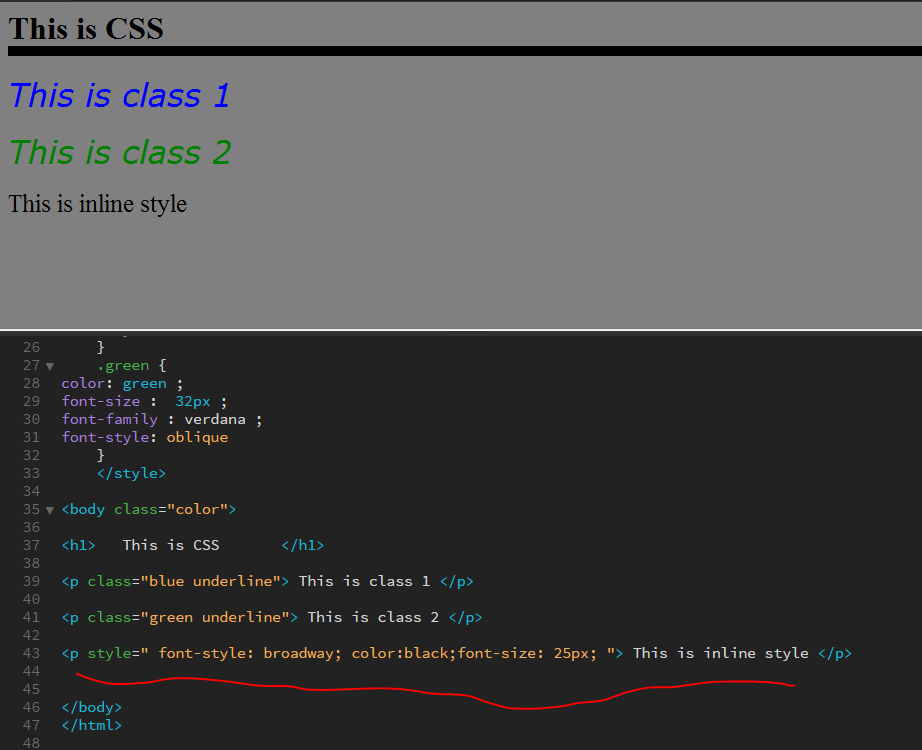 This is CSS
This is class 1
This is class 2
This is inline style
26 }
27 .green {
28 color: green ;
29 font-size :  32px ;
30 font-family : verdana ;
31 font-style: oblique
32 }
33 </style>
34
35 <body class="color">
36
37 <h1>   This is CSS       </h1>
38
39 <p class="blue underline"> This is class 1 </p>
40
41 <p class="green underline"> This is class 2 </p>
42
43 <p style=" font-style: broadway; color:black;font-size: 25px; "> This is inline style </p>
44
45
46 </body>
47 </html>
48